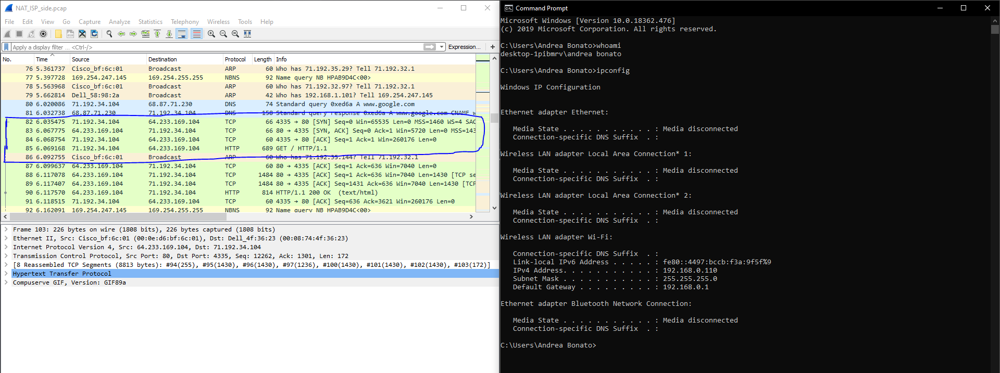 NAT_ISP_side.pcap
File Edit View Go Capture Analyze Statistics Telephony Wireless Tools Help
Apply a display filter ... <Ctrl-/> Expression... +
No. Time Source Destination Protocol Length Info
76 5.361737 Cisco_bf:6c:01 Broadcast ARP 60 Who has 71.192.35.29? Tell 71.192.32.1
77 5.397728 169.254.247.145 169.254.255.255 NBNS 92 Name query NB HPAB9D4C<00>
78 5.563968 Cisco_bf:6c:01 Broadcast ARP 60 Who has 71.192.32.97? Tell 71.192.32.1
79 5.662814 Dell_58:98:2a Broadcast ARP 42 Who has 192.168.1.101? Tell 169.254.247.145
80 6.020086 71.192.34.104 68.87.71.230 DNS 74 Standard query 0xed6a A www.google.com
81 6.032738 68.87.71.230 71.192.34.104 DNS 158 Standard query response 0xed6a A www.google.com CNAME w
82 6.035475 71.192.34.104 64.233.169.104 TCP 66 4335 → 80 [SYN] Seq=0 Win=65535 Len=0 MSS=1460 WS=4 SAC
83 6.067775 64.233.169.104 71.192.34.104 TCP 66 80 → 4335 [SYN, ACK] Seq=0 Ack=1 Win=5720 Len=0 MSS=143
84 6.068754 71.192.34.104 64.233.169.104 TCP 60 4335 → 80 [ACK] Seq=1 Ack=1 Win=260176 Len=0
85 6.069168 71.192.34.104 64.233.169.104 HTTP 689 GET / HTTP/1.1
86 6.092755 Cisco_bf:6c:01 Broadcast ARP 60 Who has 71.192.35.144? Tell 71.192.32.1
87 6.099637 64.233.169.104 71.192.34.104 TCP 60 80 → 4335 [ACK] Seq=1 Ack=636 Win=7040 Len=0
88 6.117078 64.233.169.104 71.192.34.104 TCP 1484 80 → 4335 [ACK] Seq=1 Ack=636 Win=7040 Len=1430 [TCP se
89 6.117407 64.233.169.104 71.192.34.104 TCP 1484 80 → 4335 [ACK] Seq=1431 Ack=636 Win=7040 Len=1430 [TCP
90 6.117570 64.233.169.104 71.192.34.104 HTTP 814 HTTP/1.1 200 OK  (text/html)
91 6.118515 71.192.34.104 64.233.169.104 TCP 60 4335 → 80 [ACK] Seq=636 Ack=3621 Win=260176 Len=0
92 6.162091 169.254.247.145 169.254.255.255 NBNS 92 Name query NB HPAB9D4C<00>
Frame 103: 226 bytes on wire (1808 bits), 226 bytes captured (1808 bits)
Ethernet II, Src: Cisco_bf:6c:01 (00:0e:d6:bf:6c:01), Dst: Dell_4f:36:23 (00:08:74:4f:36:23)
Internet Protocol Version 4, Src: 64.233.169.104, Dst: 71.192.34.104
Transmission Control Protocol, Src Port: 80, Dst Port: 4335, Seq: 12262, Ack: 1301, Len: 172
[8 Reassembled TCP Segments (8813 bytes): #94(255), #95(1430), #96(1430), #97(1236), #100(1430), #101(1430), #102(1430), #103(172)]
Hypertext Transfer Protocol
Compuserve GIF, Version: GIF89a
Command Prompt
Microsoft Windows [Version 10.0.18362.476]
(c) 2019 Microsoft Corporation. All rights reserved.
C:\Users\Andrea Bonato>whoami
desktop-1pibmrv\andrea bonato
C:\Users\Andrea Bonato>ipconfig
Windows IP Configuration
Ethernet adapter Ethernet:
Media State . . . . . . . . . . . : Media disconnected
Connection-specific DNS Suffix  . :
Wireless LAN adapter Local Area Connection* 1:
Media State . . . . . . . . . . . : Media disconnected
Connection-specific DNS Suffix  . :
Wireless LAN adapter Local Area Connection* 2:
Media State . . . . . . . . . . . : Media disconnected
Connection-specific DNS Suffix  . :
Wireless LAN adapter Wi-Fi:
Connection-specific DNS Suffix  . :
Link-local IPv6 Address . . . . . : fe80::4497:bccb:f3a:9f5f%9
IPv4 Address. . . . . . . . . . . : 192.168.0.110
Subnet Mask . . . . . . . . . . . : 255.255.255.0
Default Gateway . . . . . . . . . : 192.168.0.1
Ethernet adapter Bluetooth Network Connection:
Media State . . . . . . . . . . . : Media disconnected
Connection-specific DNS Suffix  . :
C:\Users\Andrea Bonato>